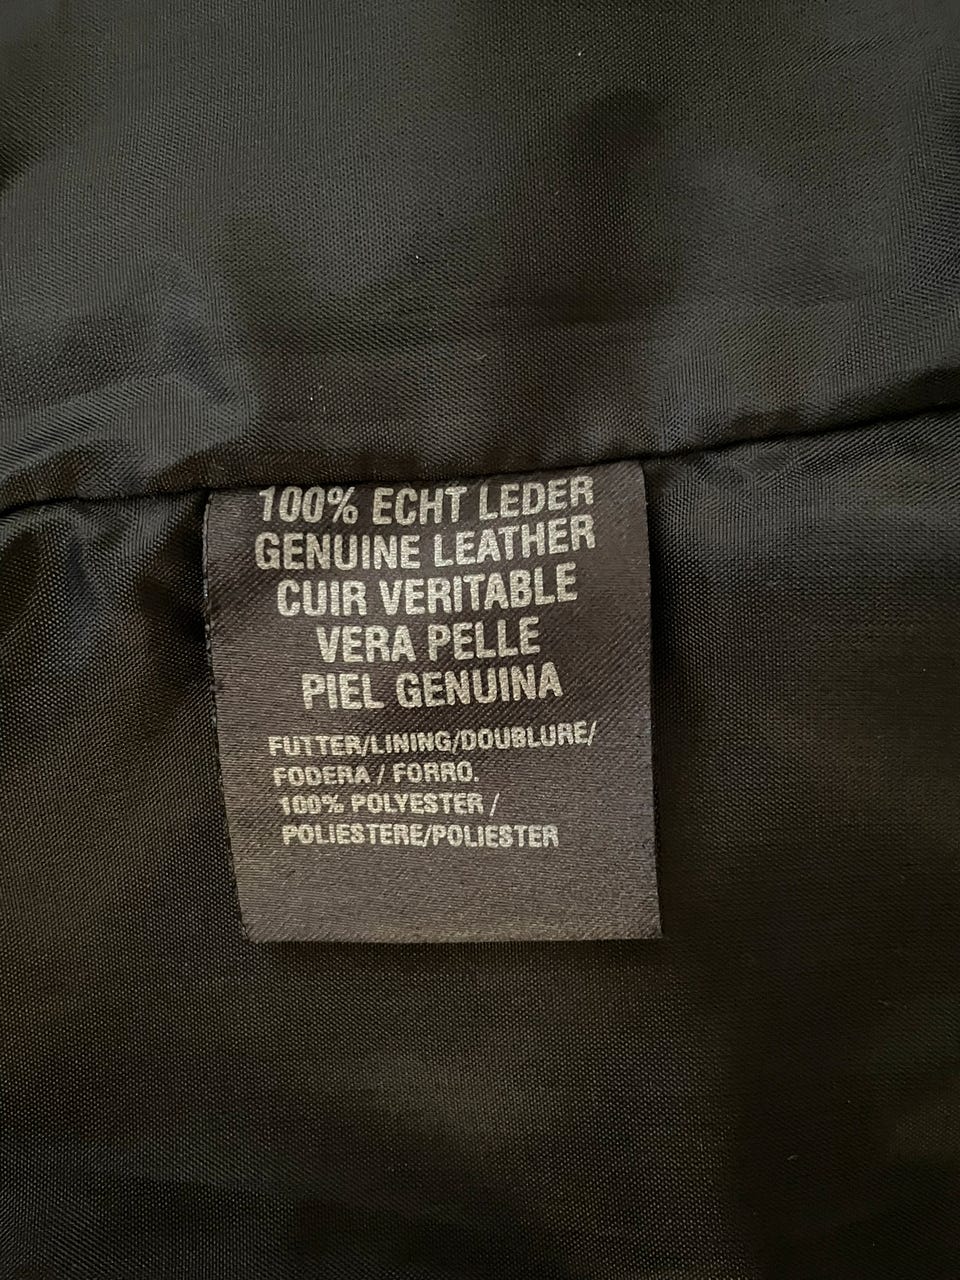 100% ECHT LEDER
GENUINE LEATHER
CUIR VERITABLE
VERA PELLE
PIEL GENUINA
FUTTER/LINING/DOUBLURE/
FODERA / FORRO.
100% POLYESTER /
POLIESTERE/POLIESTER